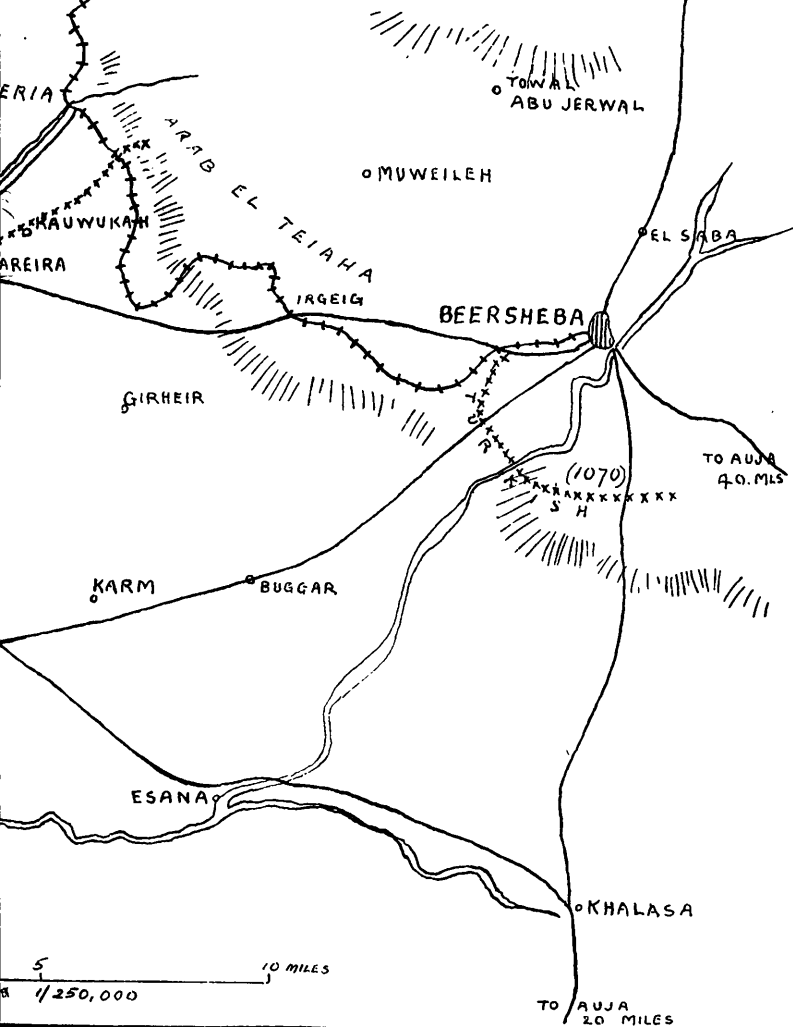 TOWAL
ABU JERWAL
ERIA
ARAB EL TEIAHA
MUWEILEH
KAUWUKAH
EL SABA
AREIRA
IRGEIG
BEERSHEBA
GIRHEIR
TURKISH
(1070)
TO AUJA
40. MLS
KARM
BUGGAR
ESANA
KHALASA
5
10 MILES
1/250,000
TO AUJA
20 MILES